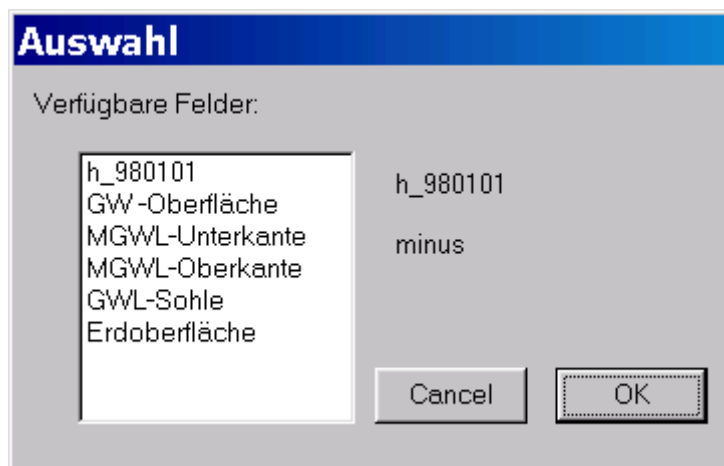 Auswahl
Verfügbare Felder:
h_980101
GW-Oberfläche
MGWL-Unterkante
MGWL-Oberkante
GWL-Sohle
Erdoberfläche
h_980101
minus
Cancel
OK